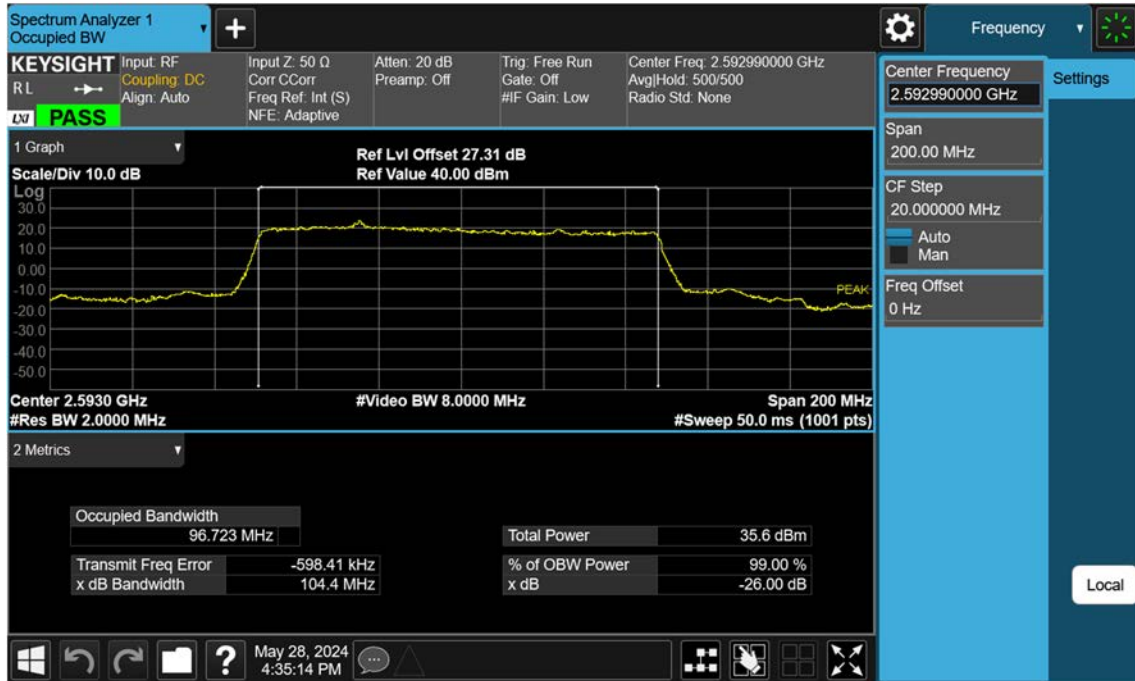 Spectrum Analyzer 1
Occupied BW
+
Frequency
KEYSIGHT
R L
LXI
PASS
Input: RF
Coupling: DC
Align: Auto
Input Z: 50 Ω
Corr CCorr
Freq Ref: Int (S)
NFE: Adaptive
Atten: 20 dB
Preamp: Off
Trig: Free Run
Gate: Off
#IF Gain: Low
Center Freq: 2.592990000 GHz
Avg|Hold: 500/500
Radio Std: None
Center Frequency
2.592990000 GHz
Settings
Span
200.00 MHz
CF Step
20.000000 MHz
Auto
Man
Freq Offset
0 Hz
Local
1 Graph
Scale/Div 10.0 dB
Ref Lvl Offset 27.31 dB
Ref Value 40.00 dBm
Log
30.0
20.0
10.0
0.00
-10.0
-20.0
-30.0
-40.0
-50.0
PEAK
Center 2.5930 GHz
#Video BW 8.0000 MHz
Span 200 MHz
#Res BW 2.0000 MHz
#Sweep 50.0 ms (1001 pts)
2 Metrics
Occupied Bandwidth
96.723 MHz
Total Power 35.6 dBm
Transmit Freq Error -598.41 kHz
% of OBW Power 99.00 %
x dB Bandwidth 104.4 MHz
x dB -26.00 dB
?
May 28, 2024
4:35:14 PM